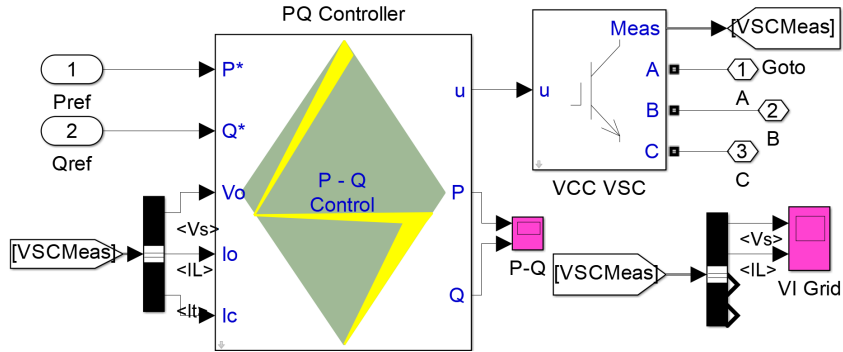 PQ Controller
1
Pref
2
Qref
[VSCMeas]
<Vs>
<IL>
P*
Q*
Vo
Io
Ic
P - Q
Control
u
P
Q
P-Q
u
Meas
A
B
C
VCC VSC
[VSCMeas]
Goto
1
A
2
B
3
C
[VSCMeas]
<Vs>
<IL>
VI Grid